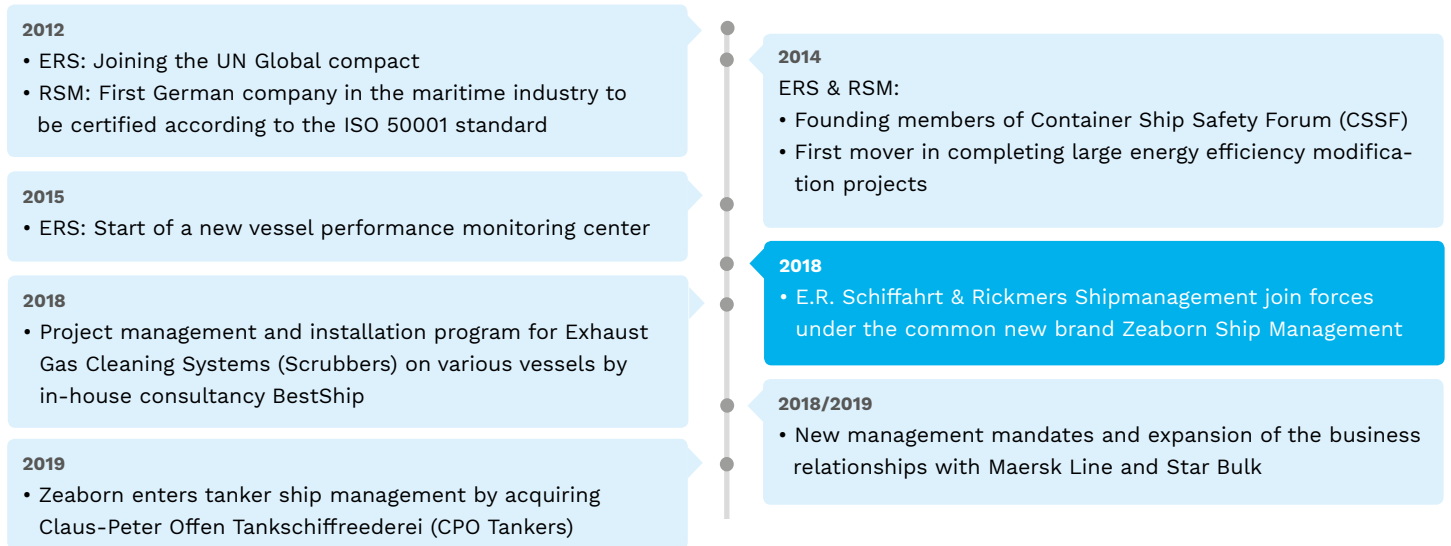 2012
• ERS: Joining the UN Global compact
• RSM: First German company in the maritime industry to
be certified according to the ISO 50001 standard
2014
ERS & RSM:
• Founding members of Container Ship Safety Forum (CSSF)
• First mover in completing large energy efficiency modifica-
tion projects
2015
• ERS: Start of a new vessel performance monitoring center
2018
• E.R. Schiffahrt & Rickmers Shipmanagement join forces
under the common new brand Zeaborn Ship Management
2018
• Project management and installation program for Exhaust
Gas Cleaning Systems (Scrubbers) on various vessels by
in-house consultancy BestShip
2018/2019
• New management mandates and expansion of the business
relationships with Maersk Line and Star Bulk
2019
• Zeaborn enters tanker ship management by acquiring
Claus-Peter Offen Tankschiffreederei (CPO Tankers)